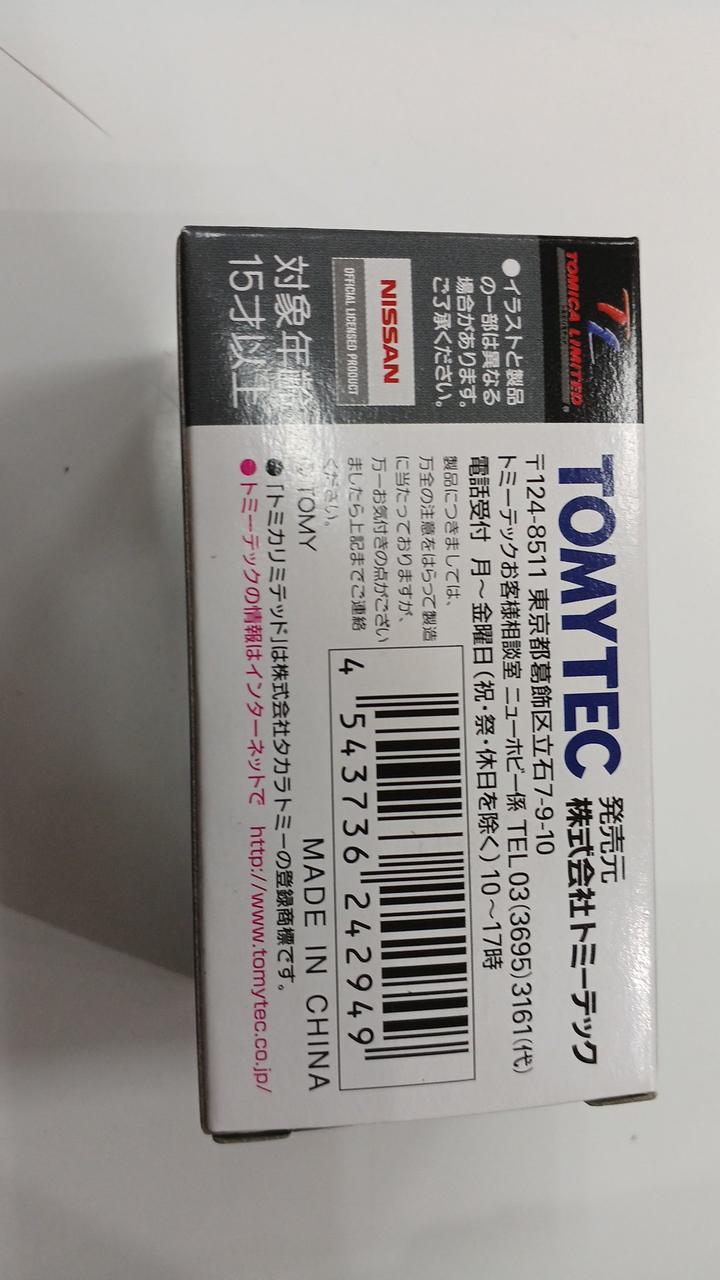 TOMICA LIMITED
●イラストと製品
の一部は異なる
場合があります。
ご了承ください。
NISSAN
OFFICIAL LICENSED PRODUCT
対象年齢
15才以上
TOMYTEC 発売元
株式会社トミーテック
〒124-8511 東京都葛飾区立石7-9-10
トミーテックお客様相談室 ニューホビー係 TEL.03(3695)3161(代)
電話受付 月～金曜日(祝・祭・休日を除く)10～17時
製品につきましては、
万全の注意をはらって製造
に当たっておりますが、
万一お気付きの点がござい
ましたら上記までご連絡
ください。
4 543736 242949
TOMY
MADE IN CHINA
●「トミカリミテッド」は株式会社タカラトミーの登録商標です。
●トミーテックの情報はインターネットで http://www.tomytec.co.jp/